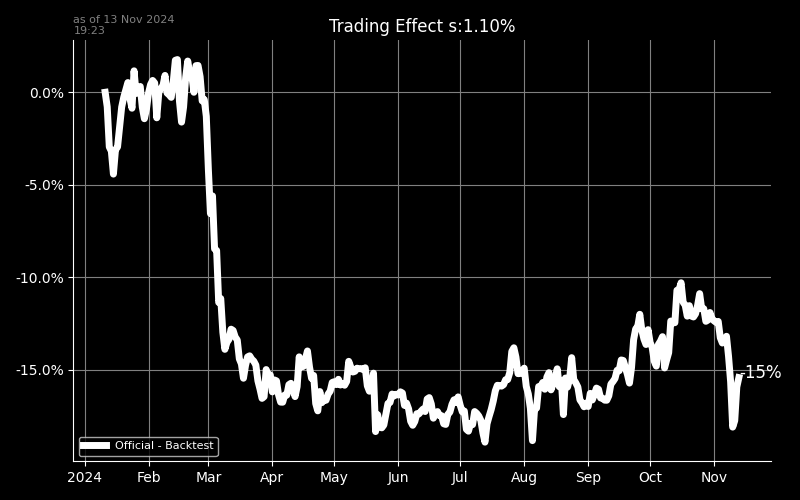 as of 13 Nov 2024
19:23
Trading Effect s:1.10%
0.0%
-5.0%
-10.0%
-15.0%
-15%
Official - Backtest
2024 Feb Mar Apr May Jun Jul Aug Sep Oct Nov